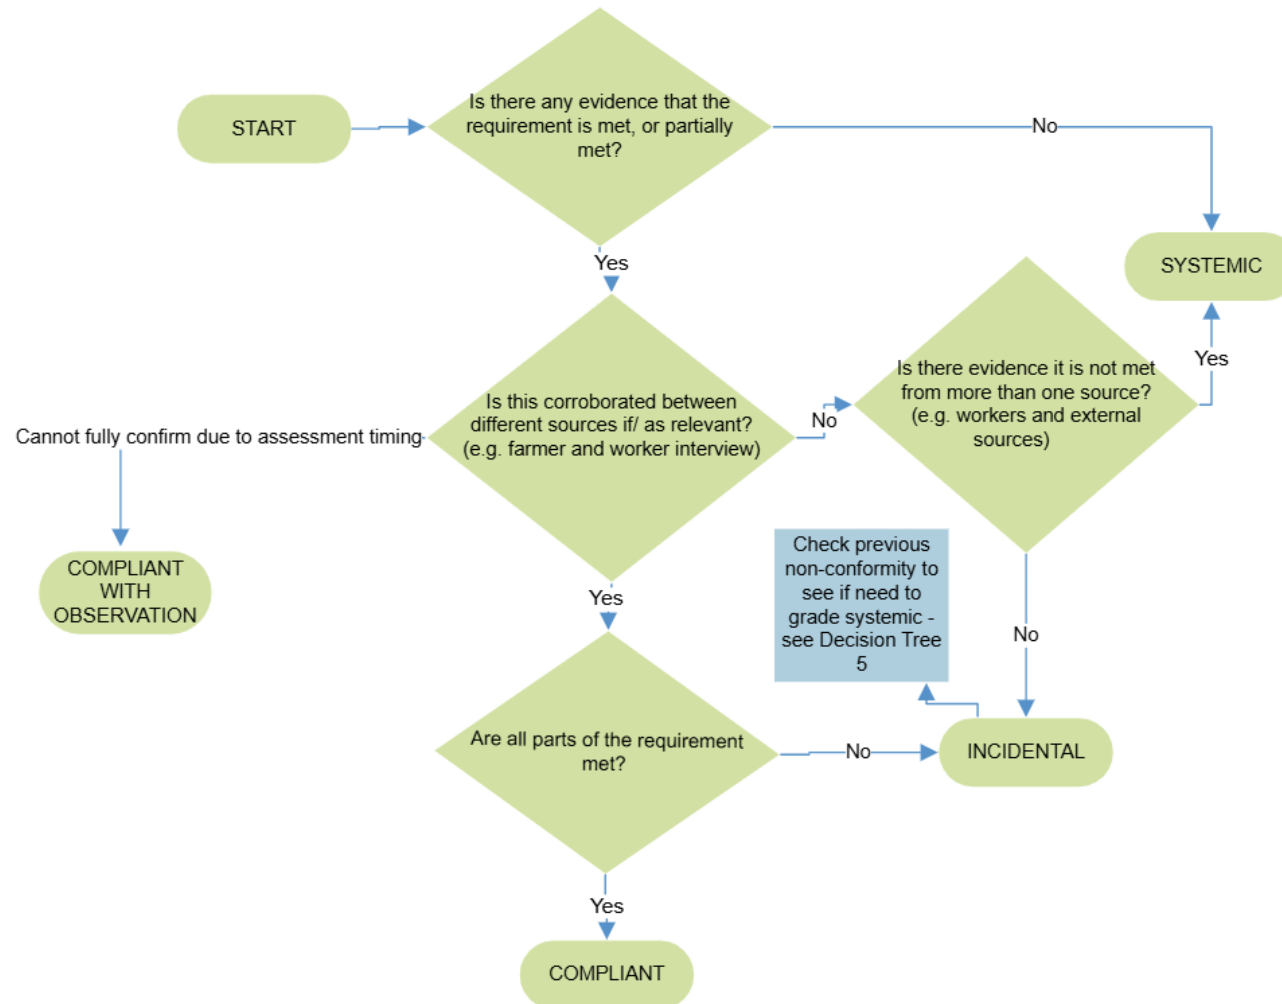 START
Is there any evidence that the
requirement is met, or partially
met?
No
Yes
SYSTEMIC
Is there evidence it is not met
from more than one source?
(e.g. workers and external
sources)
Yes
Is this corroborated between
different sources if/ as relevant?
(e.g. farmer and worker interview)
No
Cannot fully confirm due to assessment timing
COMPLIANT
WITH
OBSERVATION
Check previous
non-conformity to
see if need to
grade systemic -
see Decision Tree
5
Yes
No
Are all parts of the requirement
met?
No
INCIDENTAL
Yes
COMPLIANT